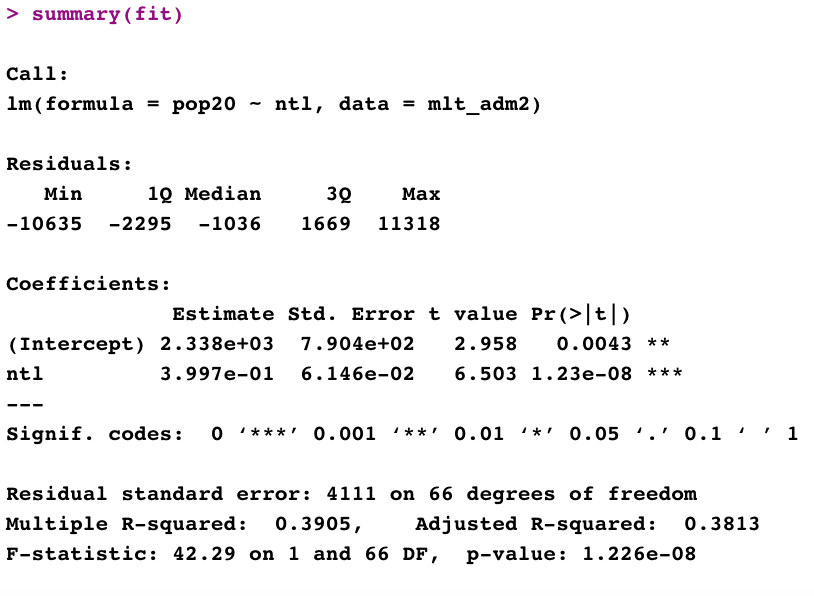 > summary(fit)
Call:
lm(formula = pop20 ~ ntl, data = mlt_adm2)
Residuals:
   Min     1Q Median     3Q    Max
-10635  -2295  -1036   1669  11318
Coefficients:
             Estimate Std. Error t value Pr(>|t|)
(Intercept) 2.338e+03  7.904e+02   2.958   0.0043 **
ntl         3.997e-01  6.146e-02   6.503 1.23e-08 ***
---
Signif. codes:  0 ‘***’ 0.001 ‘**’ 0.01 ‘*’ 0.05 ‘.’ 0.1 ‘ ’ 1
Residual standard error: 4111 on 66 degrees of freedom
Multiple R-squared:  0.3905,    Adjusted R-squared:  0.3813
F-statistic: 42.29 on 1 and 66 DF,  p-value: 1.226e-08